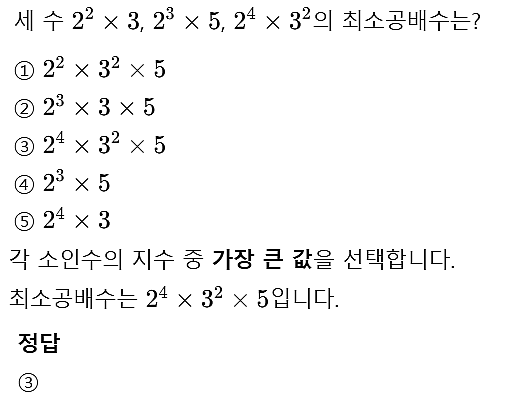 세 수 2² × 3, 2³ × 5, 2⁴ × 3²의 최소공배수는?
① 2² × 3² × 5
② 2³ × 3 × 5
③ 2⁴ × 3² × 5
④ 2³ × 5
⑤ 2⁴ × 3
각 소인수의 지수 중 가장 큰 값을 선택합니다.
최소공배수는 2⁴ × 3² × 5입니다.
정답
③